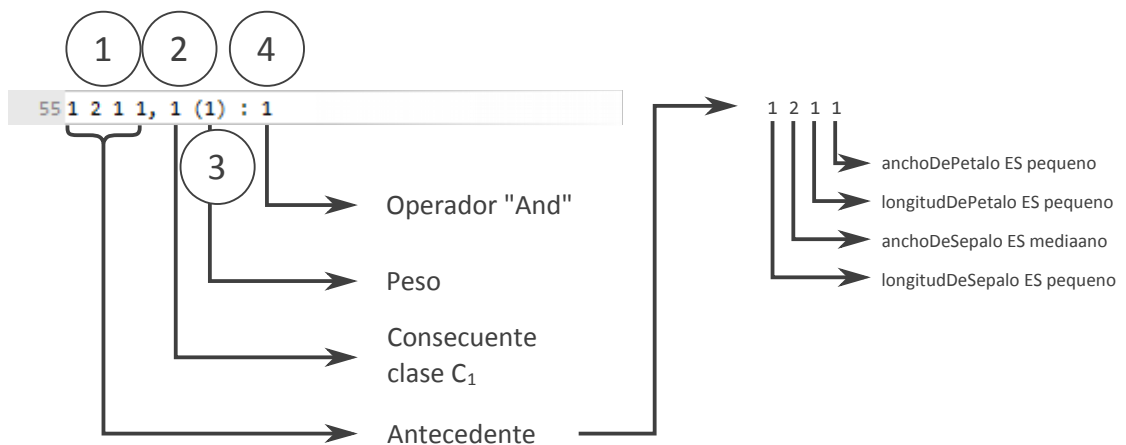 1
2
4
55 1 2 1 1, 1 (1) : 1
3
Operador "And"
Peso
Consecuente
clase C₁
Antecedente
1 2 1 1
anchoDePetalo ES pequeno
longitudDePetalo ES pequeno
anchoDeSepalo ES mediaano
longitudDeSepalo ES pequeno